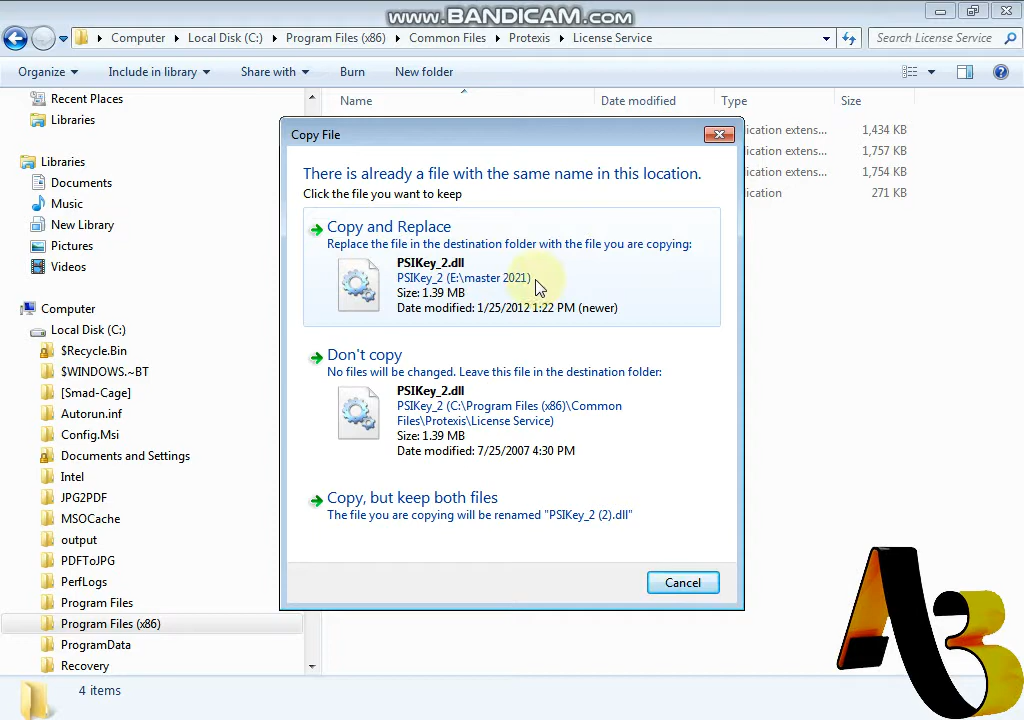 www.BANDICAM.com
Computer Local Disk (C:) Program Files (x86) Common Files Protexis License Service
Search License Service
Organize Include in library Share with Burn New folder
Recent Places
Libraries
Libraries
Documents
Music
New Library
Pictures
Videos
Computer
Local Disk (C:)
$Recycle.Bin
$WINDOWS.~BT
[Smad-Cage]
Autorun.inf
Config.Msi
Documents and Settings
Intel
JPG2PDF
MSOCache
output
PDFToJPG
PerfLogs
Program Files
Program Files (x86)
ProgramData
Recovery
Name Date modified Type Size
ication extens... 1,434 KB
ication extens... 1,757 KB
ication extens... 1,754 KB
ication 271 KB
Copy File
There is already a file with the same name in this location.
Click the file you want to keep
Copy and Replace
Replace the file in the destination folder with the file you are copying:
PSIKey_2.dll
PSIKey_2 (E:\master 2021)
Size: 1.39 MB
Date modified: 1/25/2012 1:22 PM (newer)
Don't copy
No files will be changed. Leave this file in the destination folder:
PSIKey_2.dll
PSIKey_2 (C:\Program Files (x86)\Common
Files\Protexis\License Service)
Size: 1.39 MB
Date modified: 7/25/2007 4:30 PM
Copy, but keep both files
The file you are copying will be renamed "PSIKey_2 (2).dll"
Cancel
4 items
A3